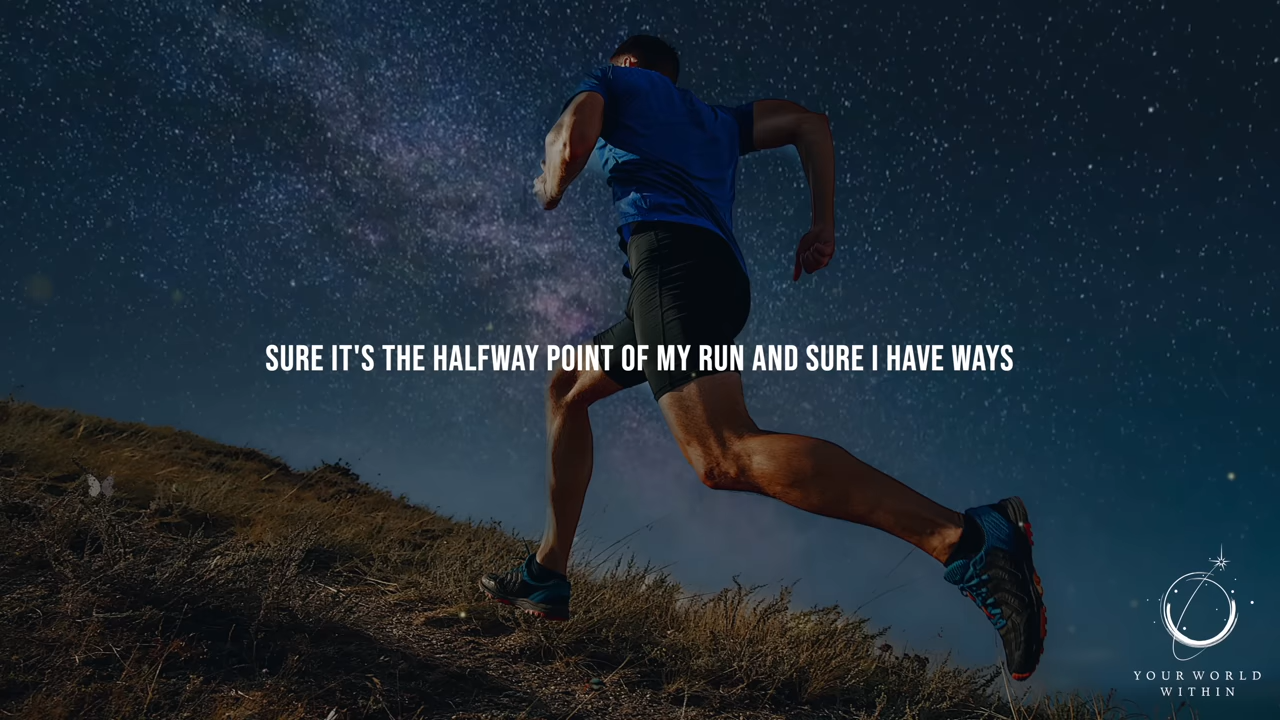 SURE IT'S THE HALFWAY POINT OF MY RUN AND SURE I HAVE WAYS
YOUR WORLD
WITHIN